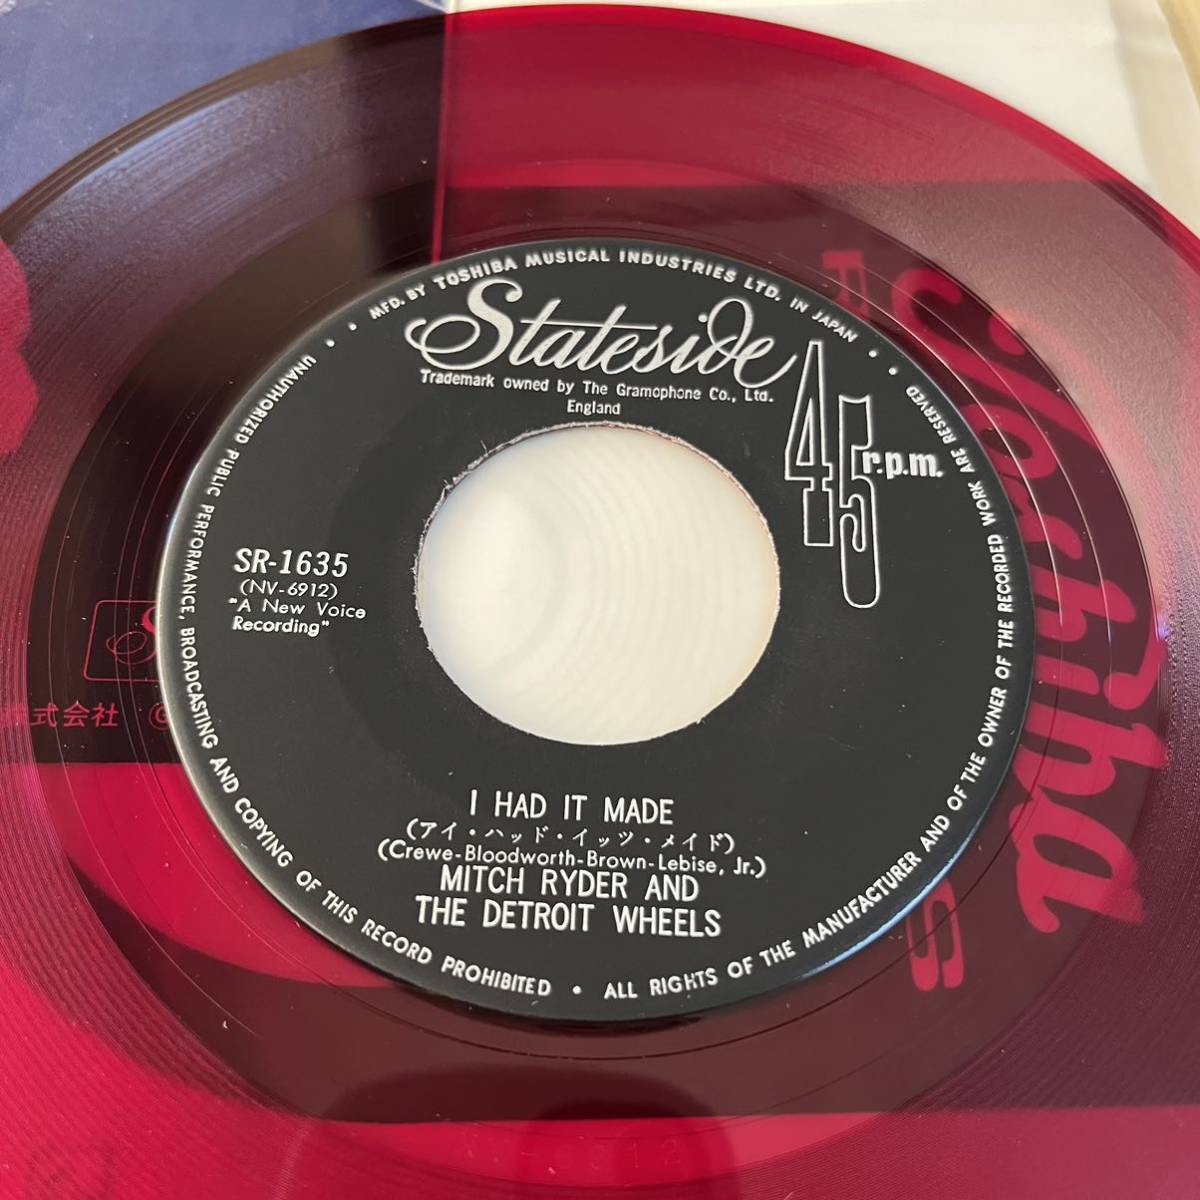 MFD. BY TOSHIBA MUSICAL INDUSTRIES LTD. IN JAPAN •
Stateside
Trademark owned by The Gramophone Co., Ltd.
England
45 r.p.m.
SR-1635
(NV-6912)
"A New Voice
Recording"
I HAD IT MADE
(アイ・ハッド・イッツ・メイド)
(Crewe-Bloodworth-Brown-Lebise, Jr.)
MITCH RYDER AND
THE DETROIT WHEELS
ALL RIGHTS OF THE MANUFACTURER AND OF THE OWNER OF THE RECORDED WORK ARE RESERVED •
UNAUTHORIZED PUBLIC PERFORMANCE, BROADCASTING AND COPYING OF THIS RECORD PROHIBITED •
Toshiba
株式会社 ©